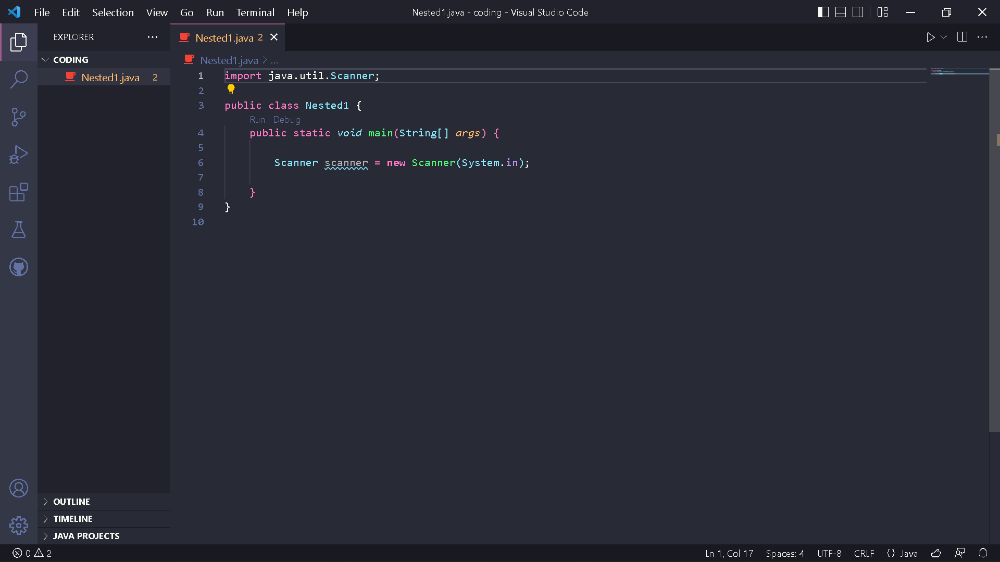 File Edit Selection View Go Run Terminal Help
Nested1.java - coding - Visual Studio Code
EXPLORER
CODING
Nested1.java 2
OUTLINE
TIMELINE
JAVA PROJECTS
Nested1.java 2
Nested1.java > ...
1 import java.util.Scanner;
2
3 public class Nested1 {
Run | Debug
4 public static void main(String[] args) {
5
6 Scanner scanner = new Scanner(System.in);
7
8 }
9 }
10
0 2
Ln 1, Col 17 Spaces: 4 UTF-8 CRLF {} Java